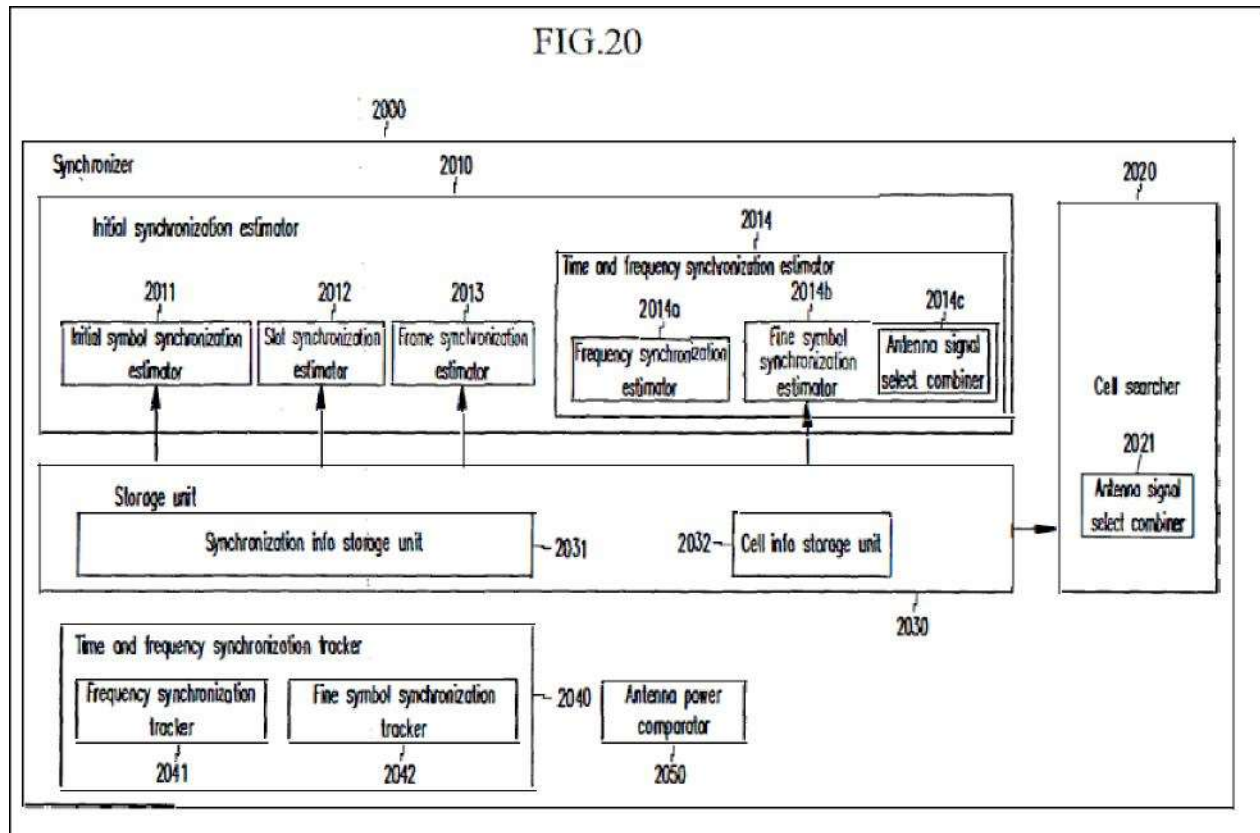 FIG.20
2000
Synchronizer
2010
2020
Initial synchronization estimator
2014
Time and frequency synchronization estimator
2011
2012
2013
2014a
2014b
2014c
Initial symbol synchronization
estimator
Slot synchronization
estimator
Frame synchronization
estimator
Frequency synchronization
estimator
Fine symbol
synchronization
estimator
Antenna signal
select combiner
Cell searcher
2021
Antenna signal
select combiner
Storage unit
Synchronization info storage unit
2031
2032
Cell info storage unit
2030
Time and frequency synchronization tracker
Frequency synchronization
tracker
Fine symbol synchronization
tracker
2040
Antenna power
comparator
2041
2042
2050